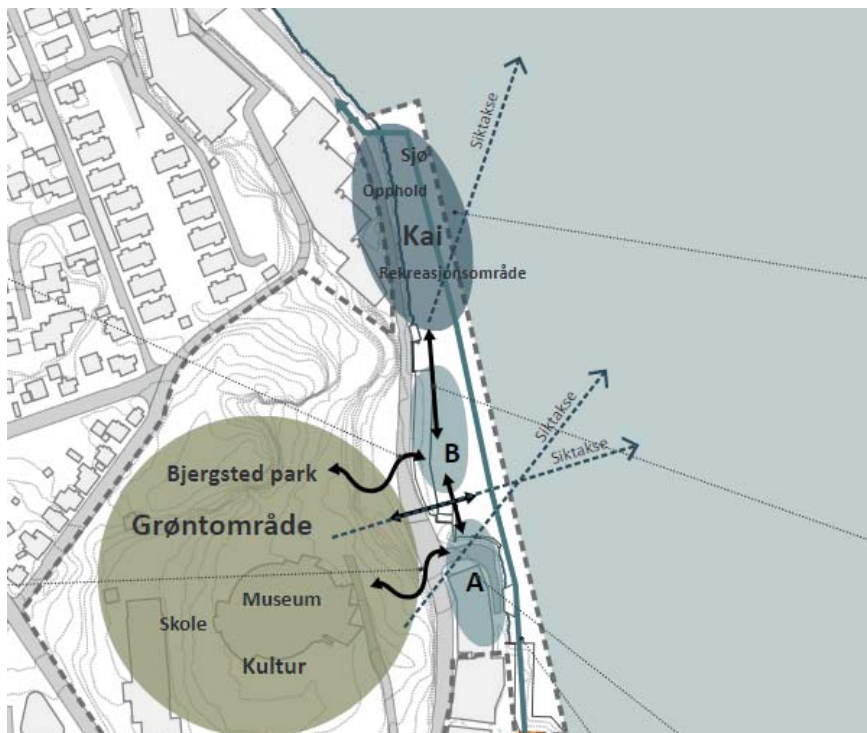 Siktakse
Sjø
Opphold
Kai
Rekreasjonsområde
Siktakse
Siktakse
B
Bjergsted park
Grøntområde
A
Museum
Skole
Kultur